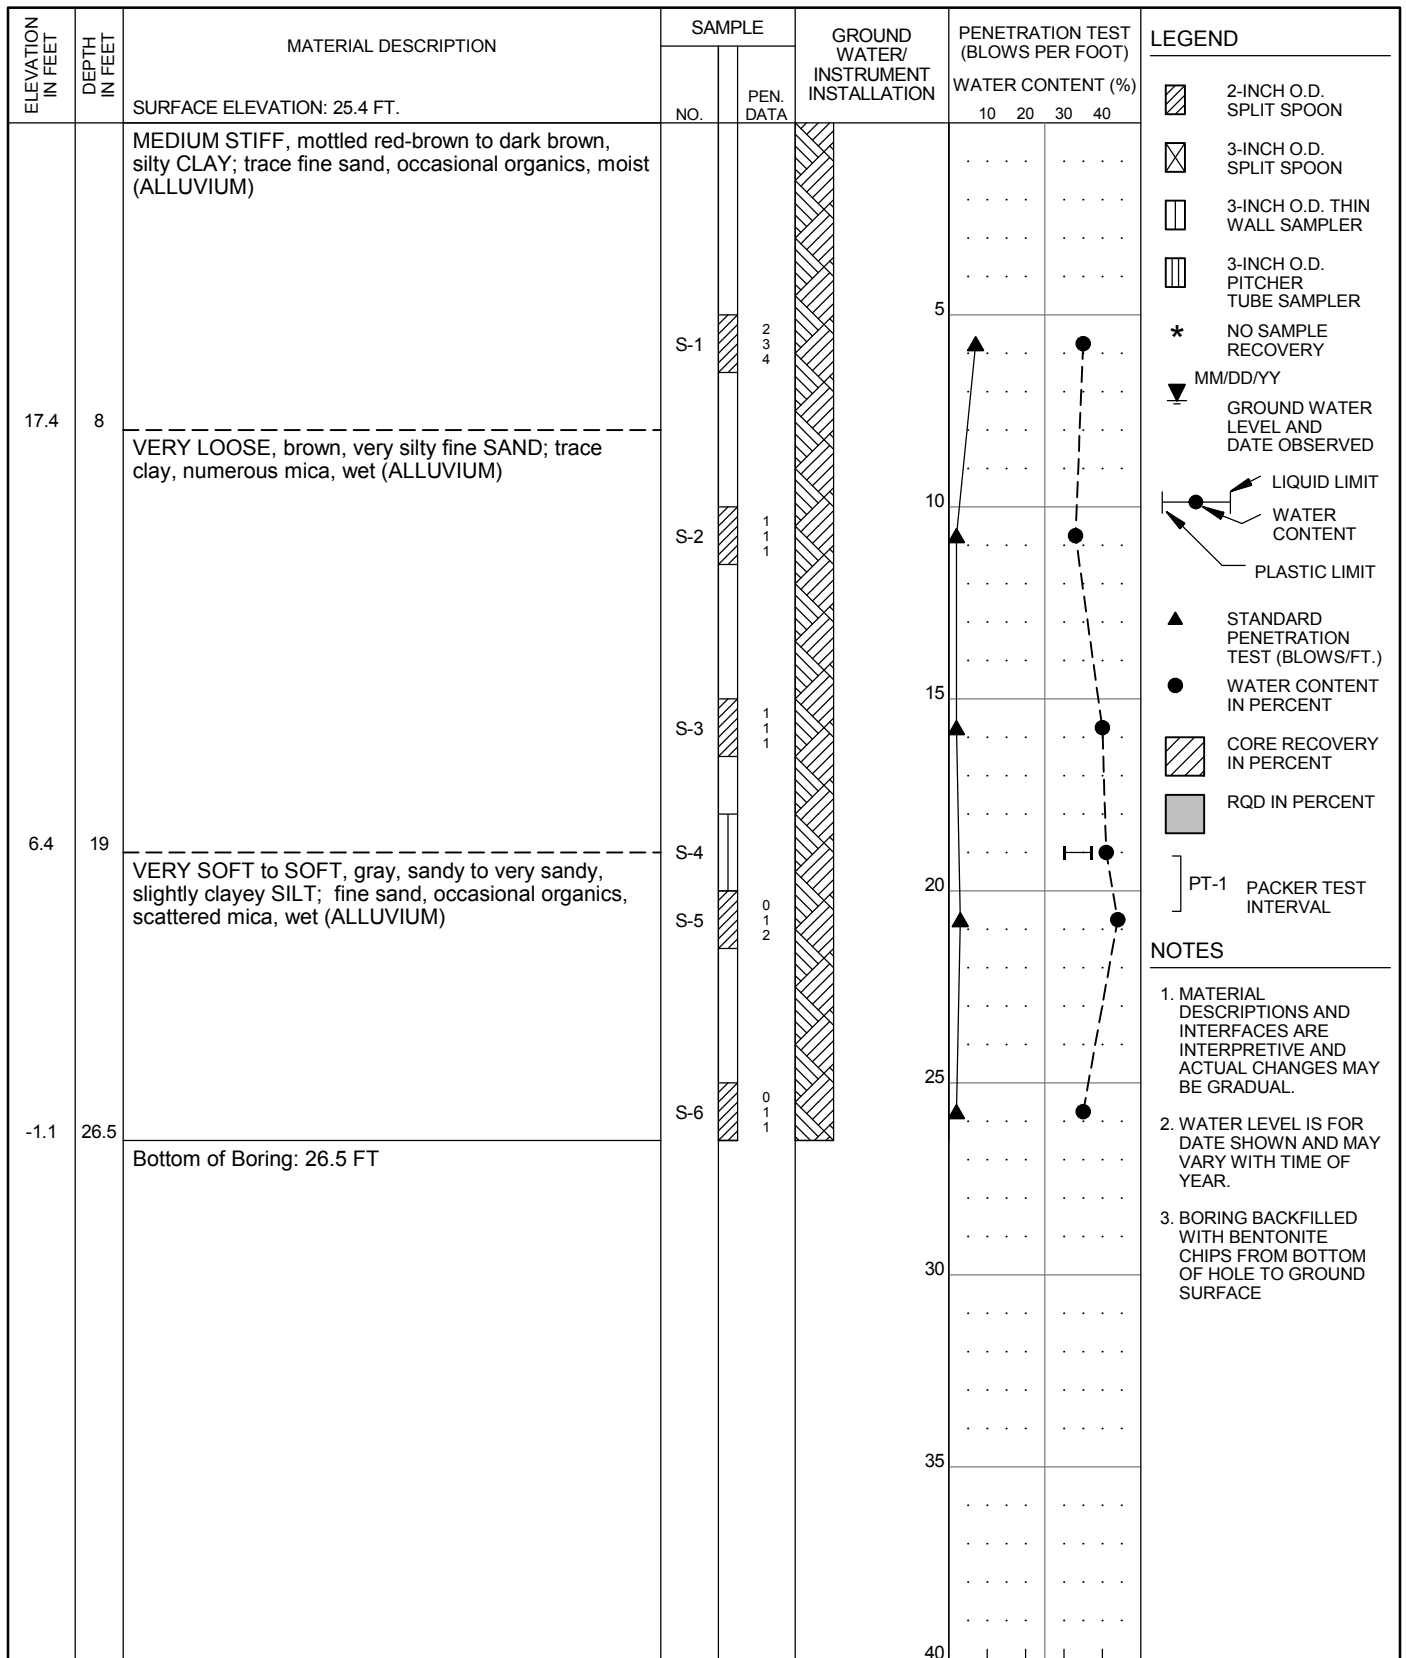 ELEVATION
IN FEET
DEPTH
IN FEET
MATERIAL DESCRIPTION
SURFACE ELEVATION: 25.4 FT.
SAMPLE
NO.
PEN.
DATA
GROUND
WATER/
INSTRUMENT
INSTALLATION
PENETRATION TEST
(BLOWS PER FOOT)
WATER CONTENT (%)
10 20 30 40
MEDIUM STIFF, mottled red-brown to dark brown,
silty CLAY; trace fine sand, occasional organics, moist
(ALLUVIUM)
5
S-1
2
3
4
17.4 8
VERY LOOSE, brown, very silty fine SAND; trace
clay, numerous mica, wet (ALLUVIUM)
10
S-2
1
1
1
15
S-3
1
1
1
6.4 19
S-4
VERY SOFT to SOFT, gray, sandy to very sandy,
slightly clayey SILT; fine sand, occasional organics,
scattered mica, wet (ALLUVIUM)
20
S-5
0
1
2
25
S-6
0
1
1
-1.1 26.5
Bottom of Boring: 26.5 FT
30
35
40
LEGEND
2-INCH O.D.
SPLIT SPOON
3-INCH O.D.
SPLIT SPOON
3-INCH O.D. THIN
WALL SAMPLER
3-INCH O.D.
PITCHER
TUBE SAMPLER
* NO SAMPLE
RECOVERY
MM/DD/YY
GROUND WATER
LEVEL AND
DATE OBSERVED
LIQUID LIMIT
WATER
CONTENT
PLASTIC LIMIT
STANDARD
PENETRATION
TEST (BLOWS/FT.)
WATER CONTENT
IN PERCENT
CORE RECOVERY
IN PERCENT
RQD IN PERCENT
PT-1 PACKER TEST
INTERVAL
NOTES
1. MATERIAL
DESCRIPTIONS AND
INTERFACES ARE
INTERPRETIVE AND
ACTUAL CHANGES MAY
BE GRADUAL.
2. WATER LEVEL IS FOR
DATE SHOWN AND MAY
VARY WITH TIME OF
YEAR.
3. BORING BACKFILLED
WITH BENTONITE
CHIPS FROM BOTTOM
OF HOLE TO GROUND
SURFACE